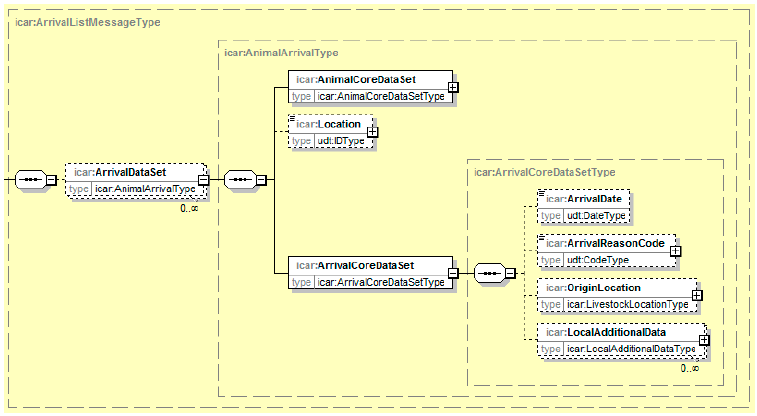 icar:ArrivalListMessageType
icar:AnimalArrivalType
icar:AnimalCoreDataSet
type icar:AnimalCoreDataSetType
icar:Location
type udt:IDType
icar:ArrivalDataSet
type icar:AnimalArrivalType
0..∞
icar:ArrivalCoreDataSetType
icar:ArrivalDate
type udt:DateType
icar:ArrivalReasonCode
type udt:CodeType
icar:ArrivalCoreDataSet
type icar:ArrivalCoreDataSetType
icar:OriginLocation
type icar:LivestockLocationType
icar:LocalAdditionalData
type icar:LocalAdditionalDataType
0..∞